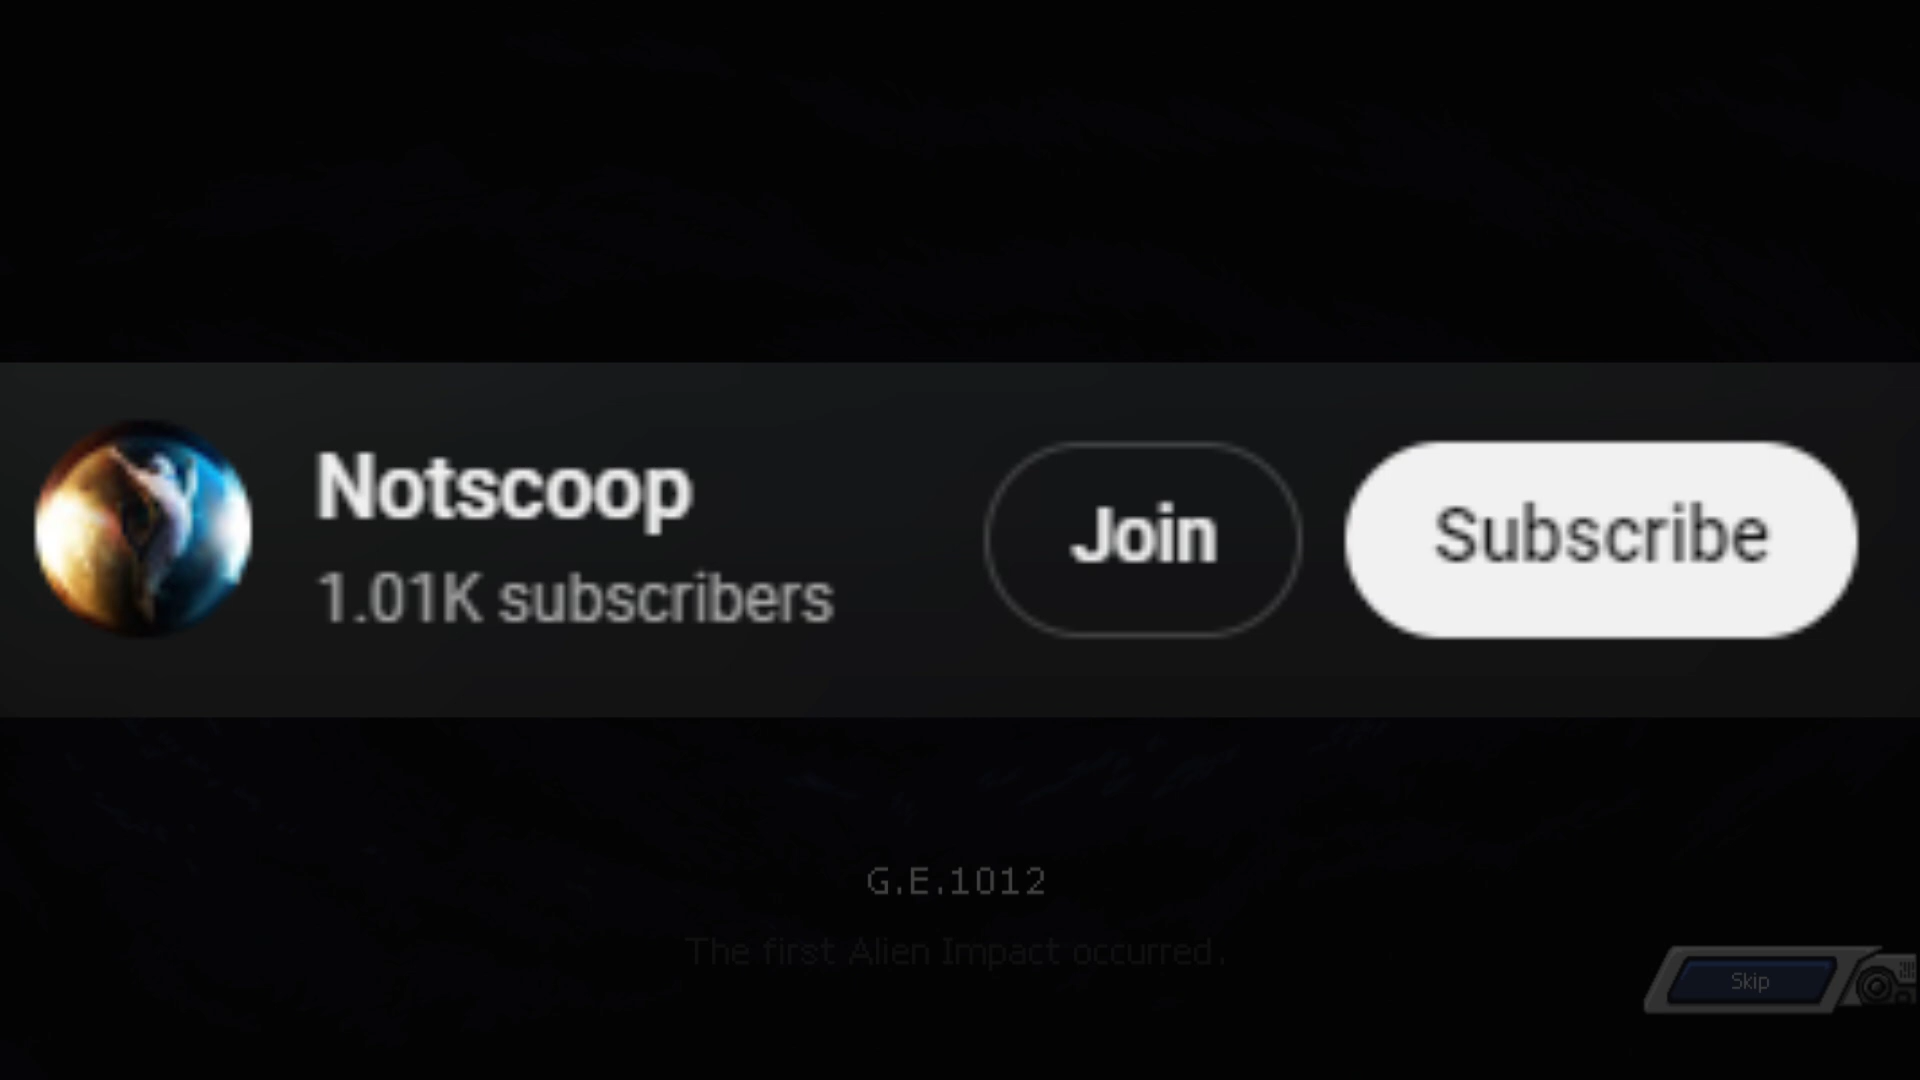 Notscoop
1.01K subscribers
Join
Subscribe
G.E.1012
The first Alien Impact occurred.
Skip